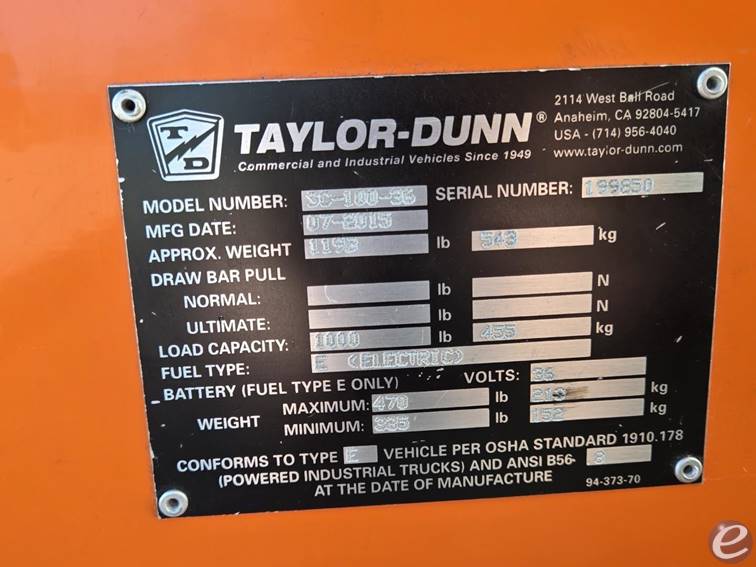 TD
TAYLOR-DUNN®
Commercial and Industrial Vehicles Since 1949
2114 West Ball Road
Anaheim, CA 92804-5417
USA - (714) 956-4040
www.taylor-dunn.com
MODEL NUMBER: SC-100-36 SERIAL NUMBER: 199850
MFG DATE: 07-2015
APPROX. WEIGHT lb 543 kg
DRAW BAR PULL
NORMAL: lb N
ULTIMATE: lb N
LOAD CAPACITY: 1000 lb 455 kg
FUEL TYPE: E (ELECTRIC)
BATTERY (FUEL TYPE E ONLY) VOLTS: 36
WEIGHT MAXIMUM: 470 lb 213 kg
MINIMUM: 335 lb 152 kg
CONFORMS TO TYPE E VEHICLE PER OSHA STANDARD 1910.178
(POWERED INDUSTRIAL TRUCKS) AND ANSI B56- 8
AT THE DATE OF MANUFACTURE
94-373-70
e